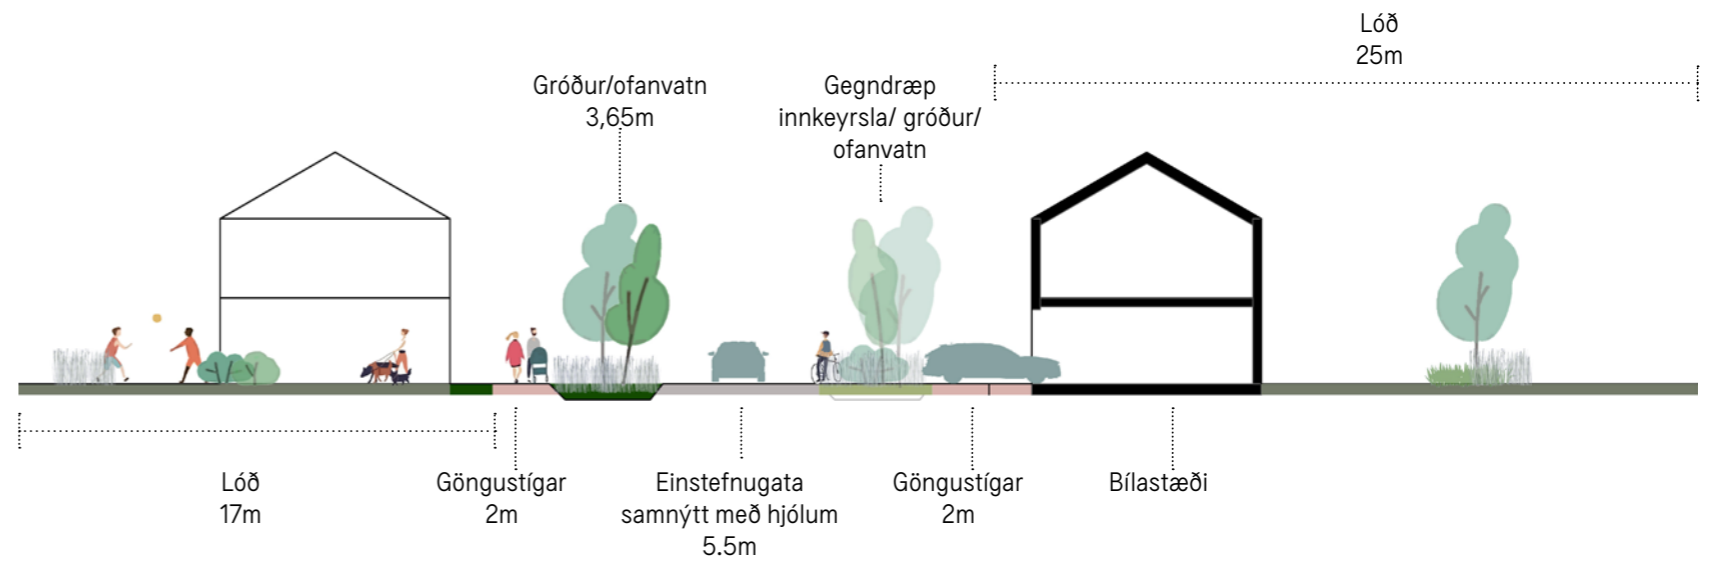 Lóð
25m
Gróður/ofanvatn
3,65m
Gegndræp
innkeyrsla/ gróður/
ofanvatn
Lóð
17m
Göngustígar
2m
Einstefnugata
samnýtt með hjólum
5.5m
Göngustígar
2m
Bílastæði